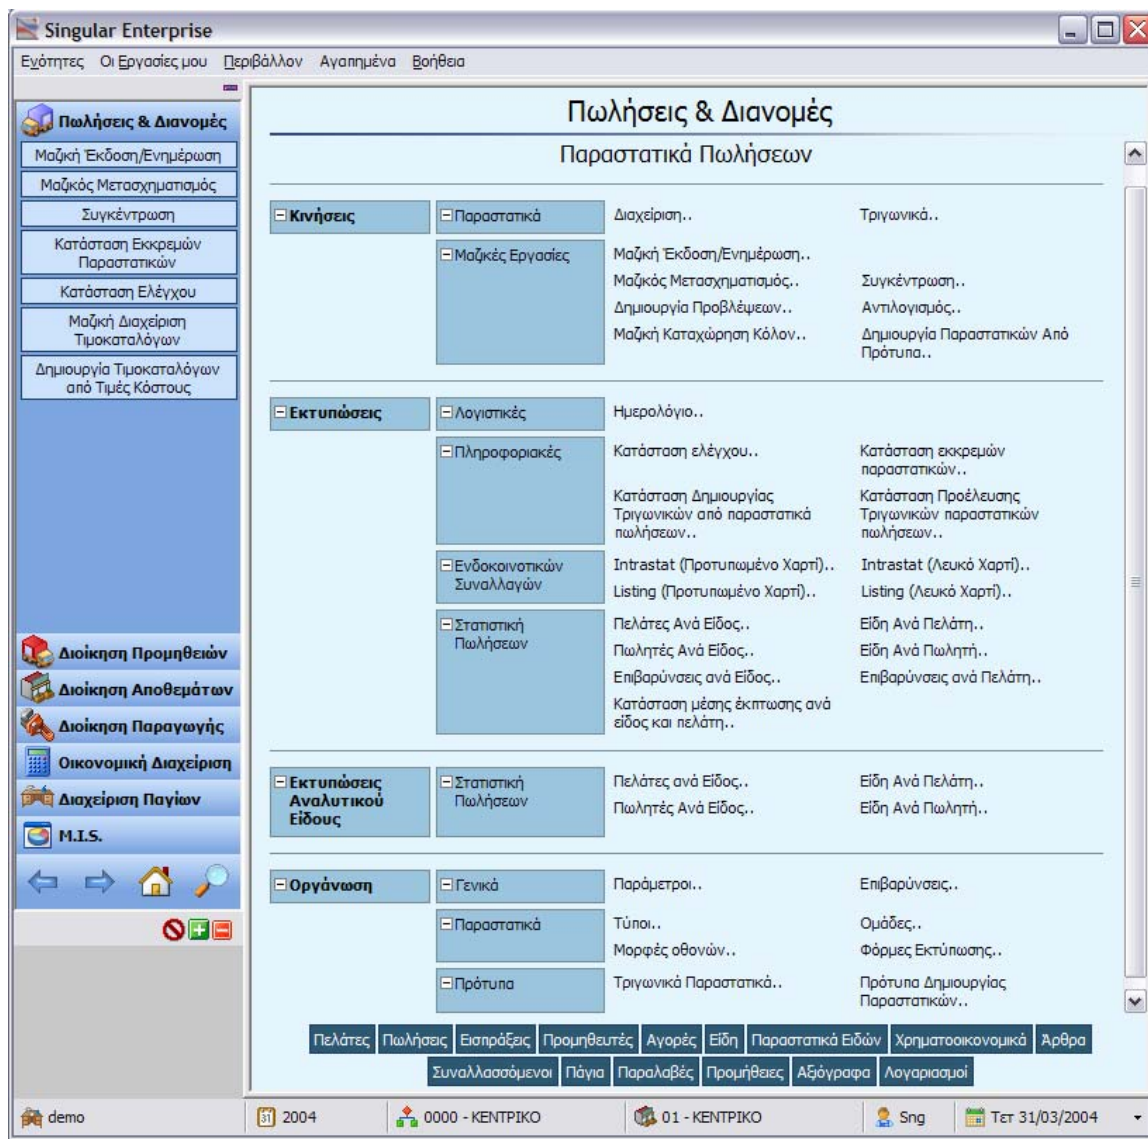 Singular Enterprise
Ενότητες Οι Εργασίες μου Περιβάλλον Αγαπημένα Βοήθεια
Πωλήσεις & Διανομές
Μαζική Έκδοση/Ενημέρωση
Μαζικός Μετασχηματισμός
Συγκέντρωση
Κατάσταση Εκκρεμών
Παραστατικών
Κατάσταση Ελέγχου
Μαζική Διαχείριση
Τιμοκαταλόγων
Δημιουργία Τιμοκαταλόγων
από Τιμές Κόστους
Διοίκηση Προμηθειών
Διοίκηση Αποθεμάτων
Διοίκηση Παραγωγής
Οικονομική Διαχείριση
Διαχείριση Παγίων
M.I.S.
Πωλήσεις & Διανομές
Παραστατικά Πωλήσεων
Κινήσεις
Παραστατικά
Διαχείριση.. Τριγωνικά..
Μαζικές Εργασίες
Μαζική Έκδοση/Ενημέρωση..
Μαζικός Μετασχηματισμός.. Συγκέντρωση..
Δημιουργία Προβλέψεων.. Αντιλογισμός..
Μαζική Καταχώρηση Κόλον.. Δημιουργία Παραστατικών Από
Πρότυπα..
Εκτυπώσεις
Λογιστικές
Ημερολόγιο..
Πληροφοριακές
Κατάσταση ελέγχου..
Κατάσταση εκκρεμών
παραστατικών..
Κατάσταση Δημιουργίας
Τριγωνικών από παραστατικά
πωλήσεων..
Κατάσταση Προέλευσης
Τριγωνικών παραστατικών
πωλήσεων..
Ενδοκοινοτικών
Συναλλαγών
Intrastat (Προτυπωμένο Χαρτί).. Intrastat (Λευκό Χαρτί)..
Listing (Προτυπωμένο Χαρτί).. Listing (Λευκό Χαρτί)..
Στατιστική
Πωλήσεων
Πελάτες Ανά Είδος.. Είδη Ανά Πελάτη..
Πωλητές Ανά Είδος.. Είδη Ανά Πωλητή..
Επιβαρύνσεις ανά Είδος.. Επιβαρύνσεις ανά Πελάτη..
Κατάσταση μέσης έκπτωσης ανά
είδος και πελάτη..
Εκτυπώσεις
Αναλυτικού
Είδους
Στατιστική
Πωλήσεων
Πελάτες ανά Είδος.. Είδη Ανά Πελάτη..
Πωλητές Ανά Είδος.. Είδη Ανά Πωλητή..
Οργάνωση
Γενικά
Παράμετροι.. Επιβαρύνσεις..
Παραστατικά
Τύποι.. Ομάδες..
Μορφές οθονών.. Φόρμες Εκτύπωσης..
Πρότυπα
Τριγωνικά Παραστατικά..
Πρότυπα Δημιουργίας
Παραστατικών..
Πελάτες Πωλήσεις Εισπράξεις Προμηθευτές Αγορές Είδη Παραστατικά Ειδών Χρηματοοικονομικά Άρθρα
Συναλλασσόμενοι Πάγια Παραλαβές Προμήθειες Αξιόγραφα Λογαριασμοί
demo 31 2004 0000 - ΚΕΝΤΡΙΚΟ 01 - ΚΕΝΤΡΙΚΟ Sng Τετ 31/03/2004